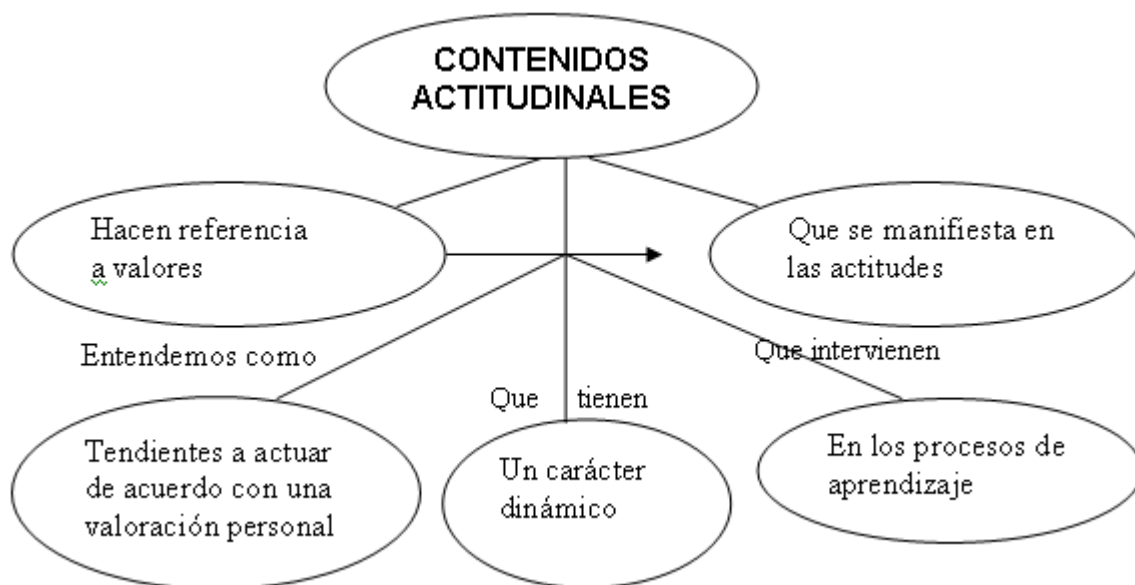 CONTENIDOS
ACTITUDINALES
Hacen referencia
a valores
Que se manifiesta en
las actitudes
Entendemos como
Que intervienen
Que tienen
Tendientes a actuar
de acuerdo con una
valoración personal
Un carácter
dinámico
En los procesos de
aprendizaje